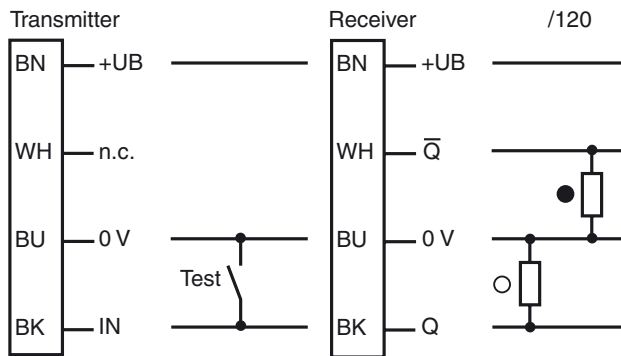 Transmitter Receiver /120
BN +UB BN +UB
WH n.c. WH Q̅
BU 0 V BU 0 V
Test
BK IN BK Q